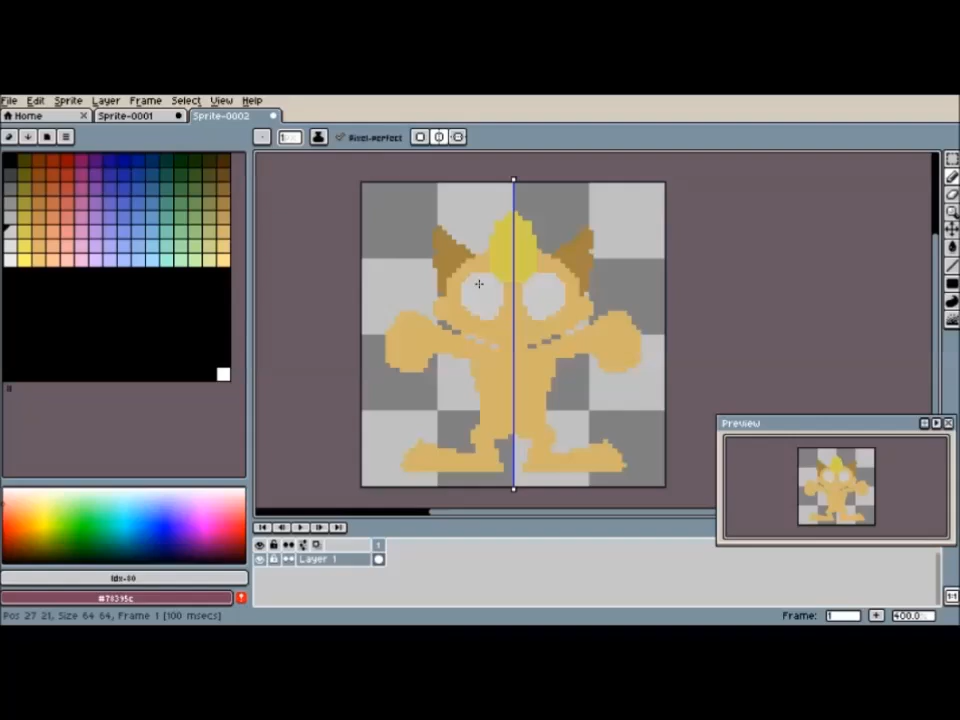 File Edit Sprite Layer Frame Select View Help
Home Sprite-0001 Sprite-0002
Pixel-perfect
Preview
1
Layer 1
Idx-80
Pos 27 21, Size 64 64, Frame 1 [100 msecs]
Frame: 1 400.0